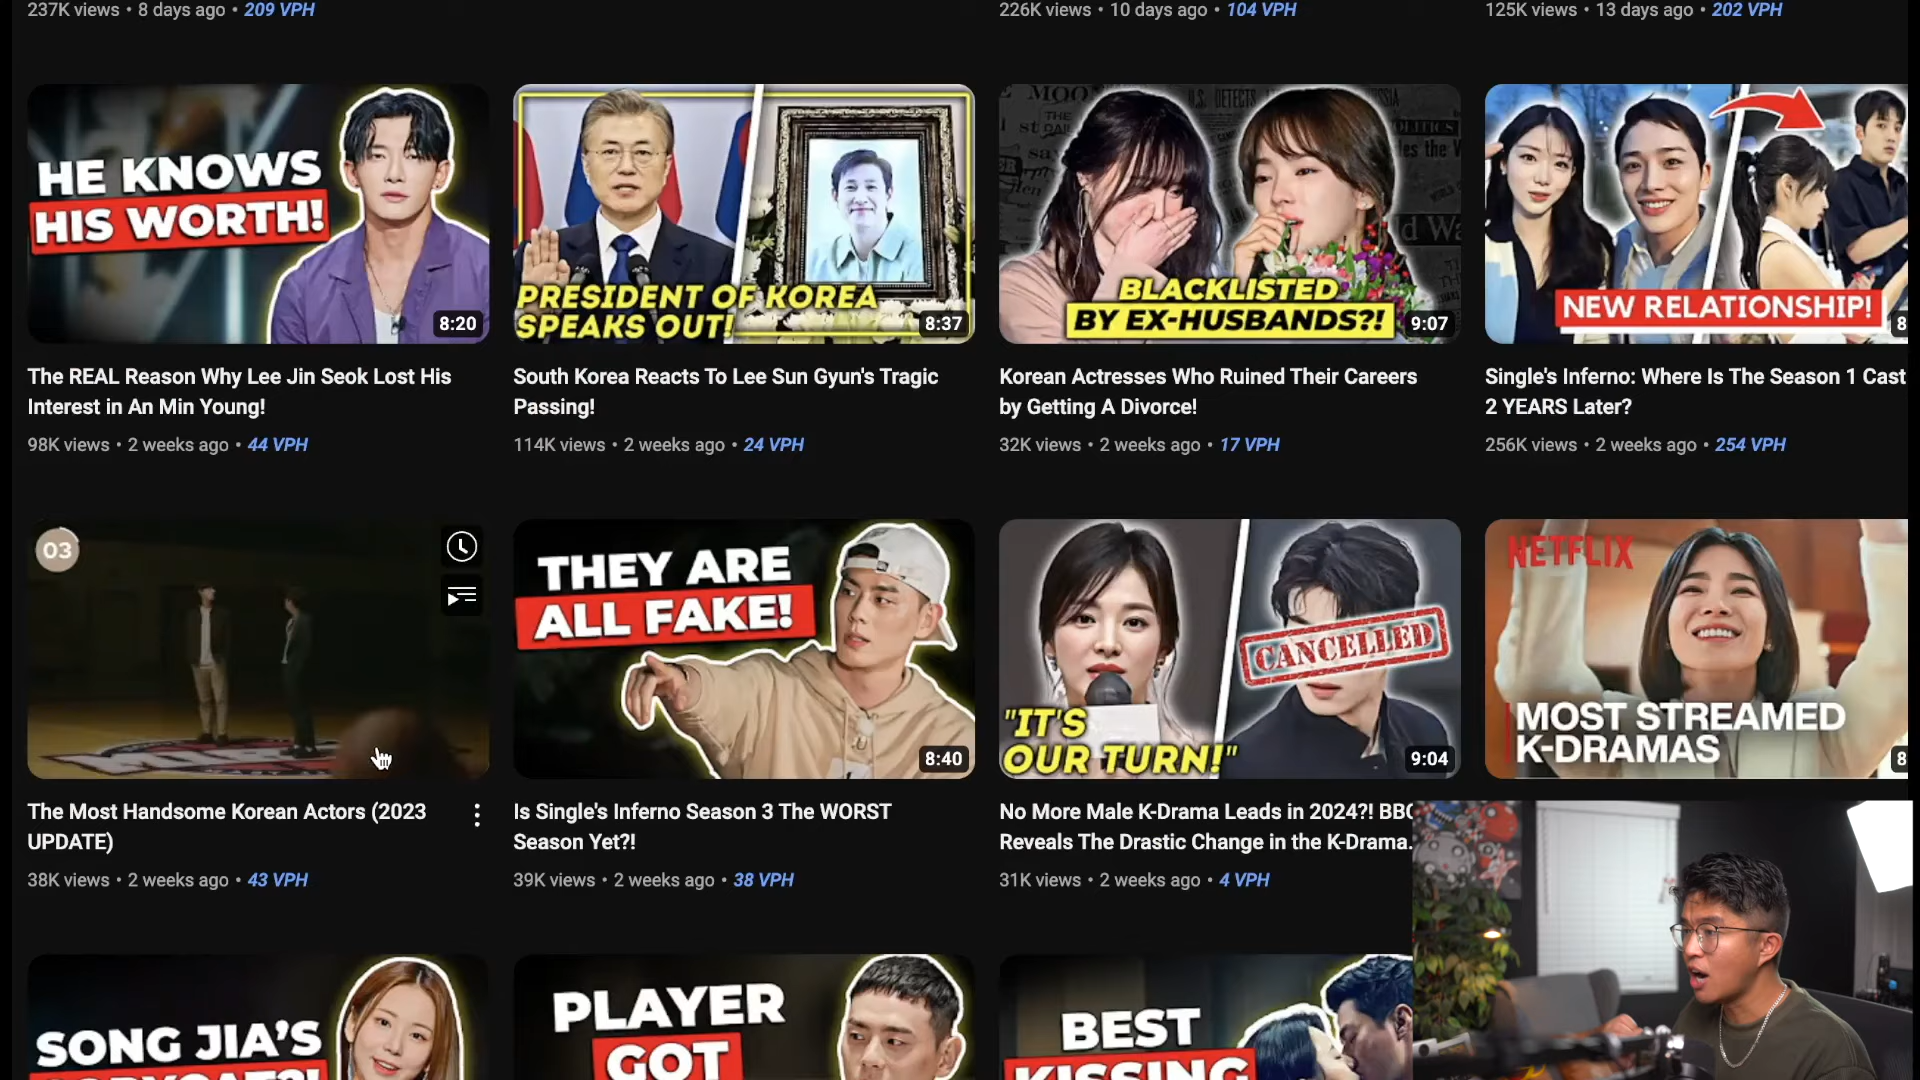 237K views • 8 days ago • 209 VPH
226K views • 10 days ago • 104 VPH
125K views • 13 days ago • 202 VPH
HE KNOWS
HIS WORTH!
8:20
PRESIDENT OF KOREA
SPEAKS OUT!
8:37
BLACKLISTED
BY EX-HUSBANDS?!
9:07
NEW RELATIONSHIP!
8
The REAL Reason Why Lee Jin Seok Lost His
Interest in An Min Young!
98K views • 2 weeks ago • 44 VPH
South Korea Reacts To Lee Sun Gyun's Tragic
Passing!
114K views • 2 weeks ago • 24 VPH
Korean Actresses Who Ruined Their Careers
by Getting A Divorce!
32K views • 2 weeks ago • 17 VPH
Single's Inferno: Where Is The Season 1 Cast
2 YEARS Later?
256K views • 2 weeks ago • 254 VPH
03
THEY ARE
ALL FAKE!
8:40
CANCELLED
"IT'S
OUR TURN!"
9:04
NETFLIX
MOST STREAMED
K-DRAMAS
8
The Most Handsome Korean Actors (2023
UPDATE)
38K views • 2 weeks ago • 43 VPH
Is Single's Inferno Season 3 The WORST
Season Yet?!
39K views • 2 weeks ago • 38 VPH
No More Male K-Drama Leads in 2024?! BBC
Reveals The Drastic Change in the K-Drama.
31K views • 2 weeks ago • 4 VPH
SONG JIA'S
PLAYER
GOT
BEST
KISSING